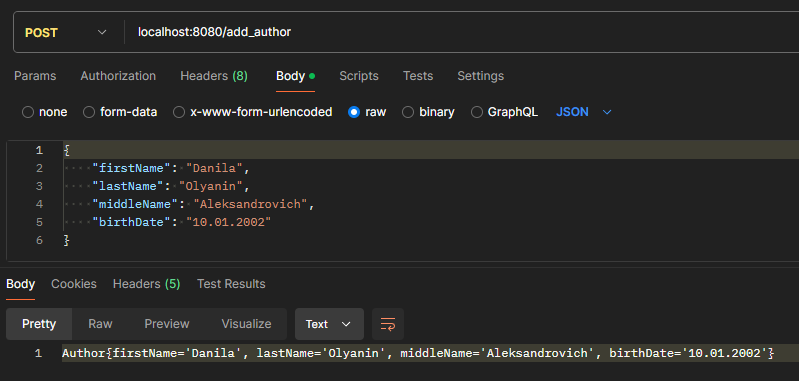 POST localhost:8080/add_author
Params Authorization Headers (8) Body Scripts Tests Settings
none form-data x-www-form-urlencoded raw binary GraphQL JSON
1 {
2 "firstName": "Danila",
3 "lastName": "Olyanin",
4 "middleName": "Aleksandrovich",
5 "birthDate": "10.01.2002"
6 }
Body Cookies Headers (5) Test Results
Pretty Raw Preview Visualize Text
1 Author{firstName='Danila', lastName='Olyanin', middleName='Aleksandrovich', birthDate='10.01.2002'}